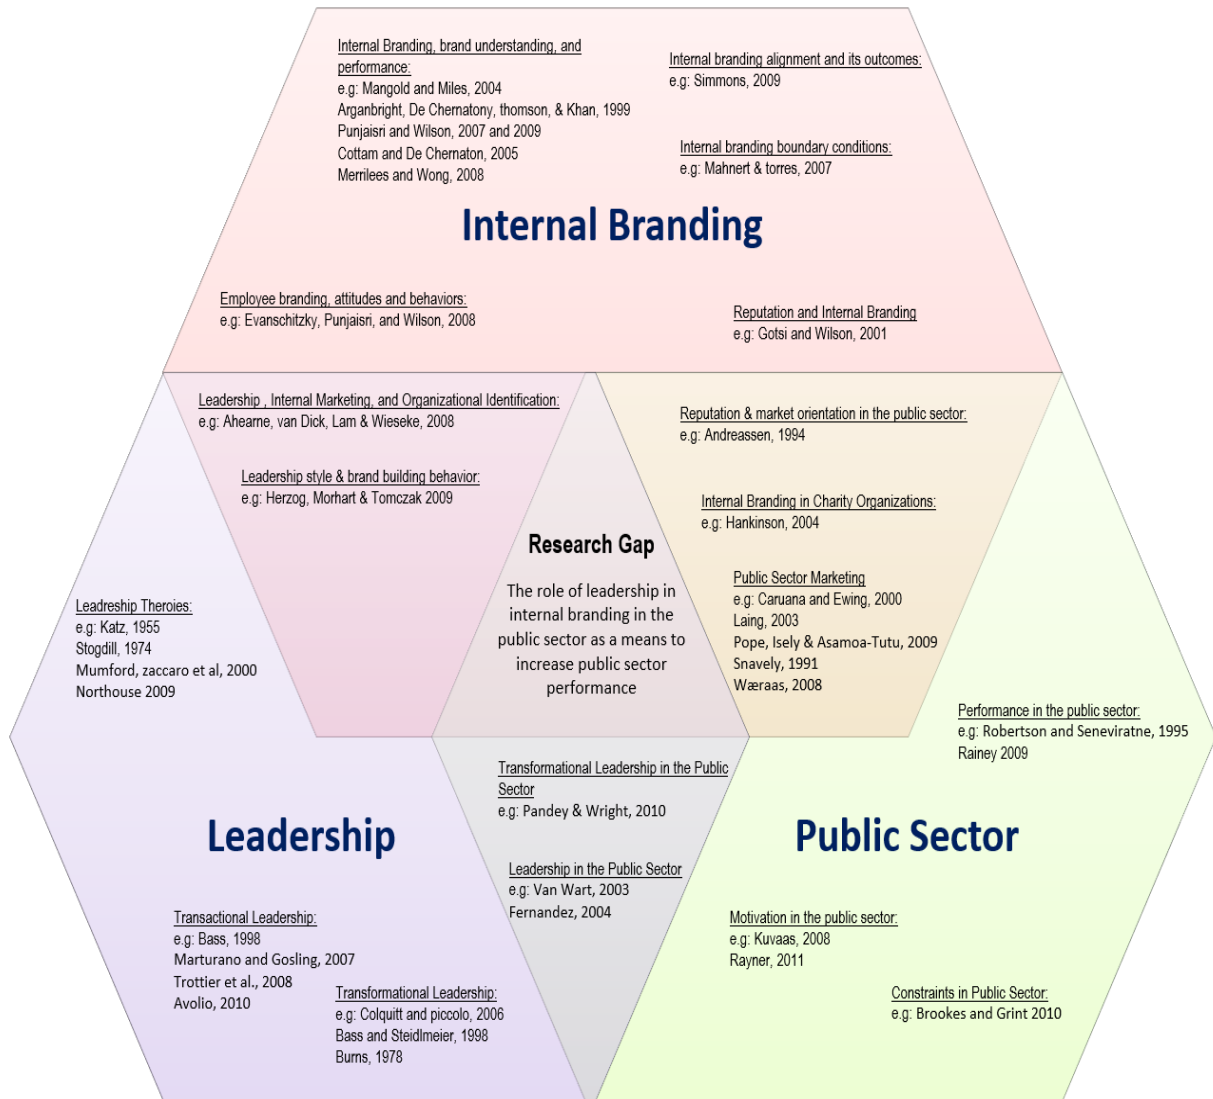 Internal Branding, brand understanding, and
performance:
e.g: Mangold and Miles, 2004
Arganbright, De Chernatony, thomson, & Khan, 1999
Punjaisri and Wilson, 2007 and 2009
Cottam and De Chernaton, 2005
Merrilees and Wong, 2008
Internal branding alignment and its outcomes:
e.g: Simmons, 2009
Internal branding boundary conditions:
e.g: Mahnert & torres, 2007
Internal Branding
Employee branding, attitudes and behaviors:
e.g: Evanschitzky, Punjaisri, and Wilson, 2008
Reputation and Internal Branding
e.g: Gotsi and Wilson, 2001
Leadership , Internal Marketing, and Organizational Identification:
e.g: Ahearne, van Dick, Lam & Wieseke, 2008
Leadership style & brand building behavior:
e.g: Herzog, Morhart & Tomczak 2009
Reputation & market orientation in the public sector:
e.g: Andreassen, 1994
Internal Branding in Charity Organizations:
e.g: Hankinson, 2004
Public Sector Marketing
e.g: Caruana and Ewing, 2000
Laing, 2003
Pope, Isely & Asamoa-Tutu, 2009
Snavely, 1991
Wæraas, 2008
Research Gap
The role of leadership in
internal branding in the
public sector as a means to
increase public sector
performance
Leadreship Theroies:
e.g: Katz, 1955
Stogdill, 1974
Mumford, zaccaro et al, 2000
Northouse 2009
Performance in the public sector:
e.g: Robertson and Seneviratne, 1995
Rainey 2009
Transformational Leadership in the Public
Sector
e.g: Pandey & Wright, 2010
Leadership
Public Sector
Leadership in the Public Sector
e.g: Van Wart, 2003
Fernandez, 2004
Transactional Leadership:
e.g: Bass, 1998
Marturano and Gosling, 2007
Trottier et al., 2008
Avolio, 2010
Transformational Leadership:
e.g: Colquitt and piccolo, 2006
Bass and Steidlmeier, 1998
Burns, 1978
Motivation in the public sector:
e.g: Kuvaas, 2008
Rayner, 2011
Constraints in Public Sector:
e.g: Brookes and Grint 2010